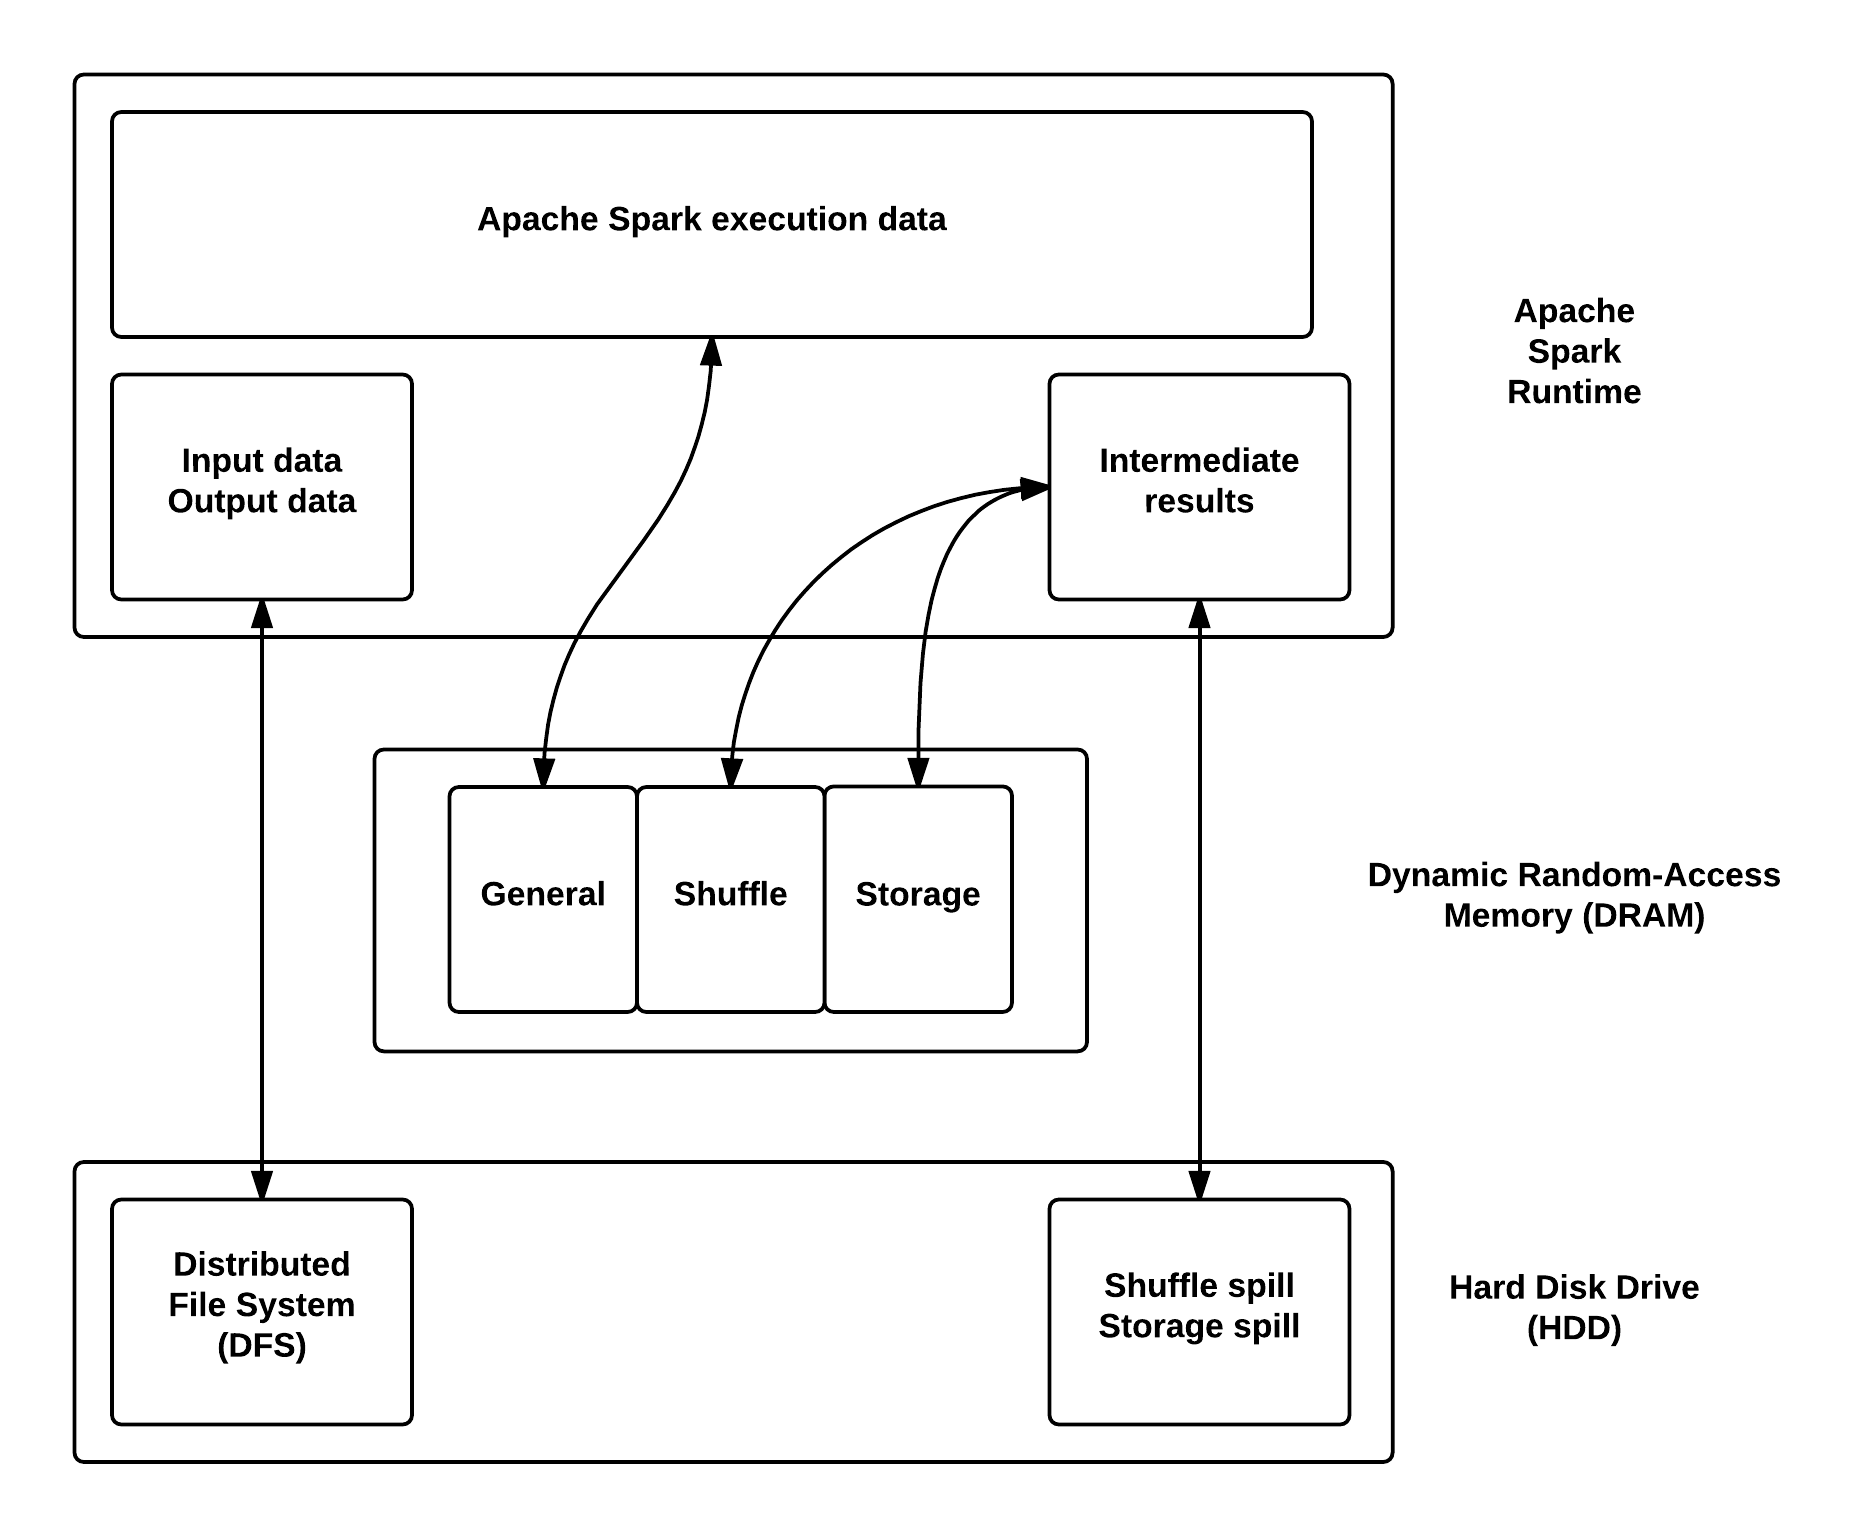 Apache Spark execution data
Apache
Spark
Runtime
Input data
Output data
Intermediate
results
General
Shuffle
Storage
Dynamic Random-Access
Memory (DRAM)
Distributed
File System
(DFS)
Shuffle spill
Storage spill
Hard Disk Drive
(HDD)